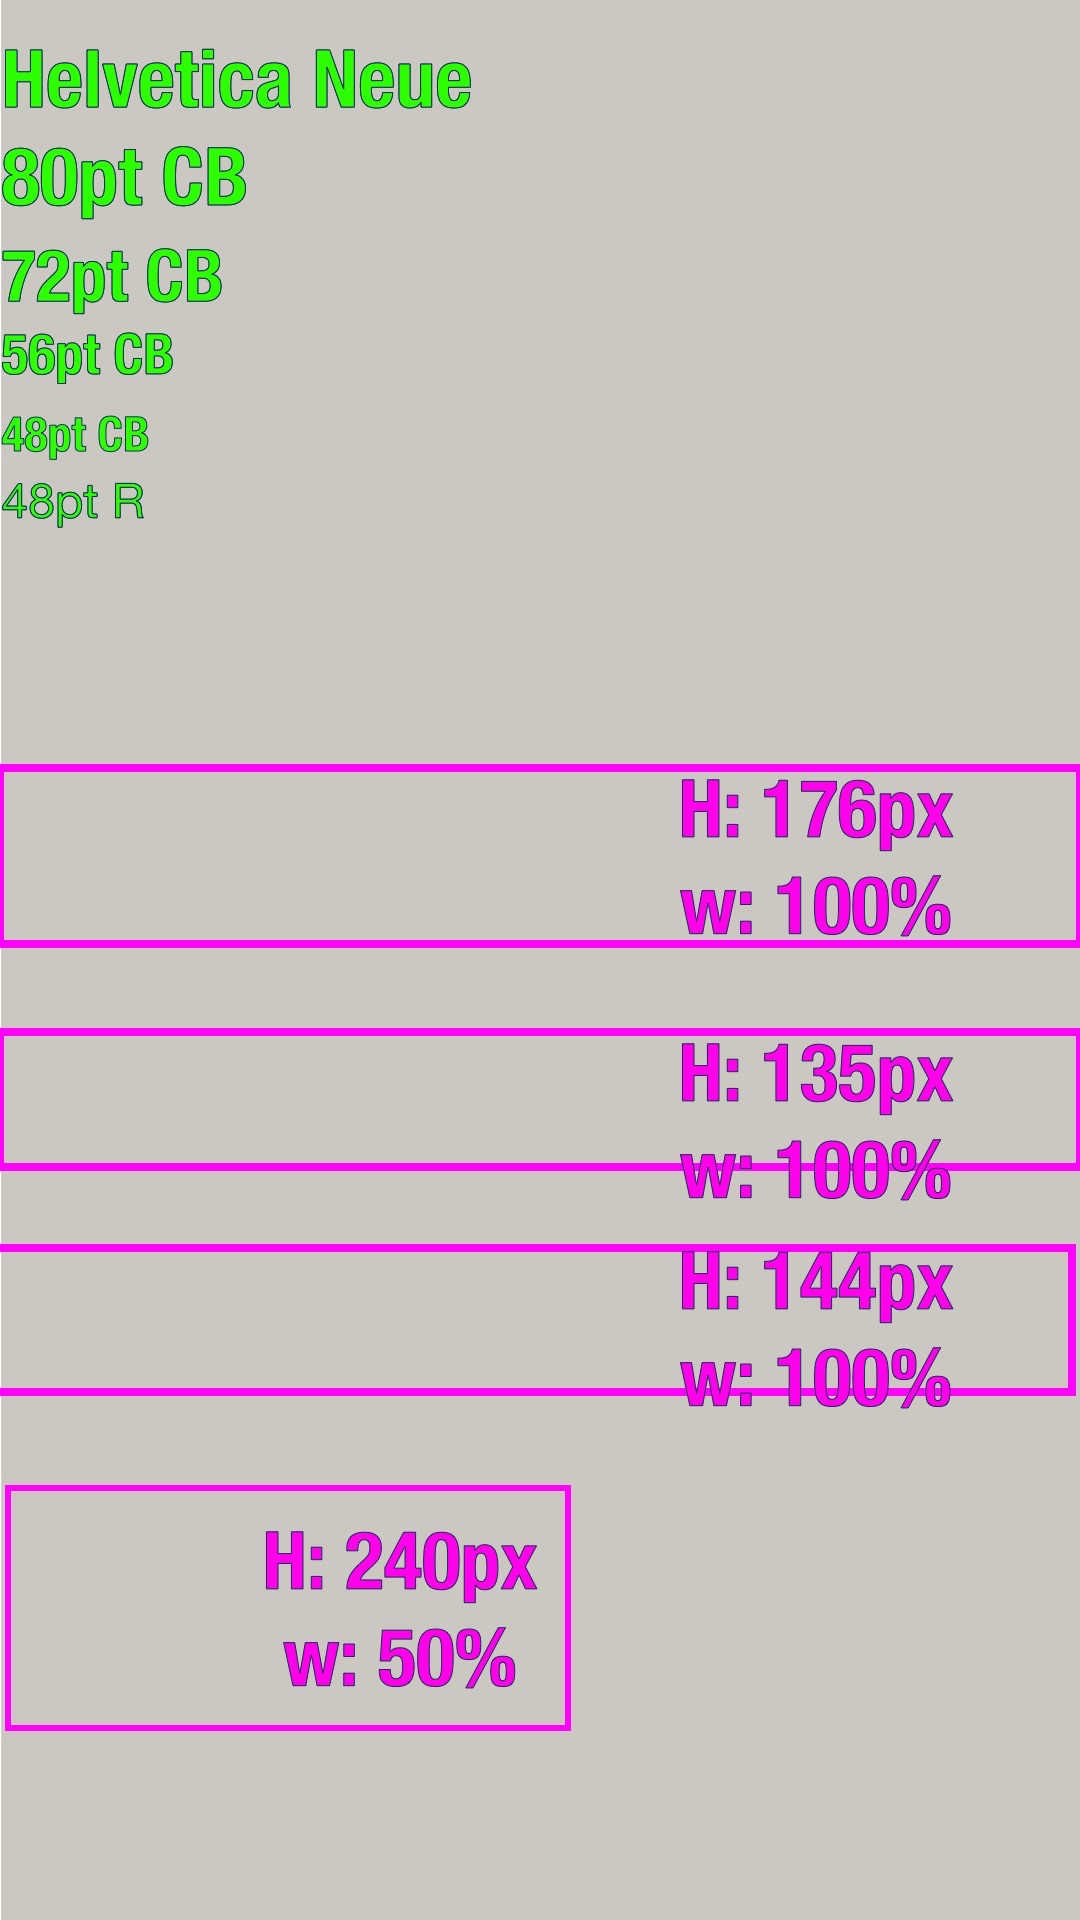 Helvetica Neue
80pt CB
72pt CB
56pt CB
48pt CB
48pt R
H: 176px
w: 100%
H: 135px
w: 100%
H: 144px
w: 100%
H: 240px
w: 50%